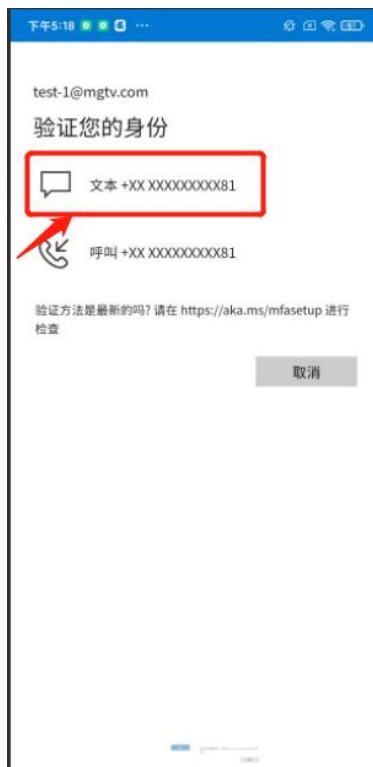 下午5:18 ···
test-1@mgtv.com
验证您的身份
文本 +XX XXXXXXXXX81
呼叫 +XX XXXXXXXXX81
验证方法是最新的吗? 请在 https://aka.ms/mfasetup 进行
检查
取消